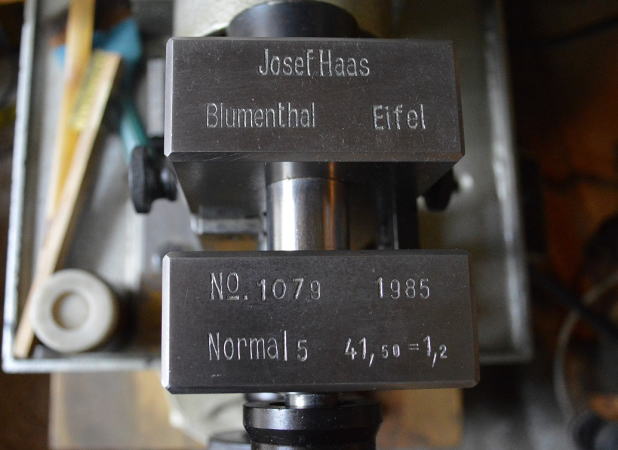 Josef Haas
Blumenthal Eifel
No. 1079 1985
Normal 5 41,50 = 1,2